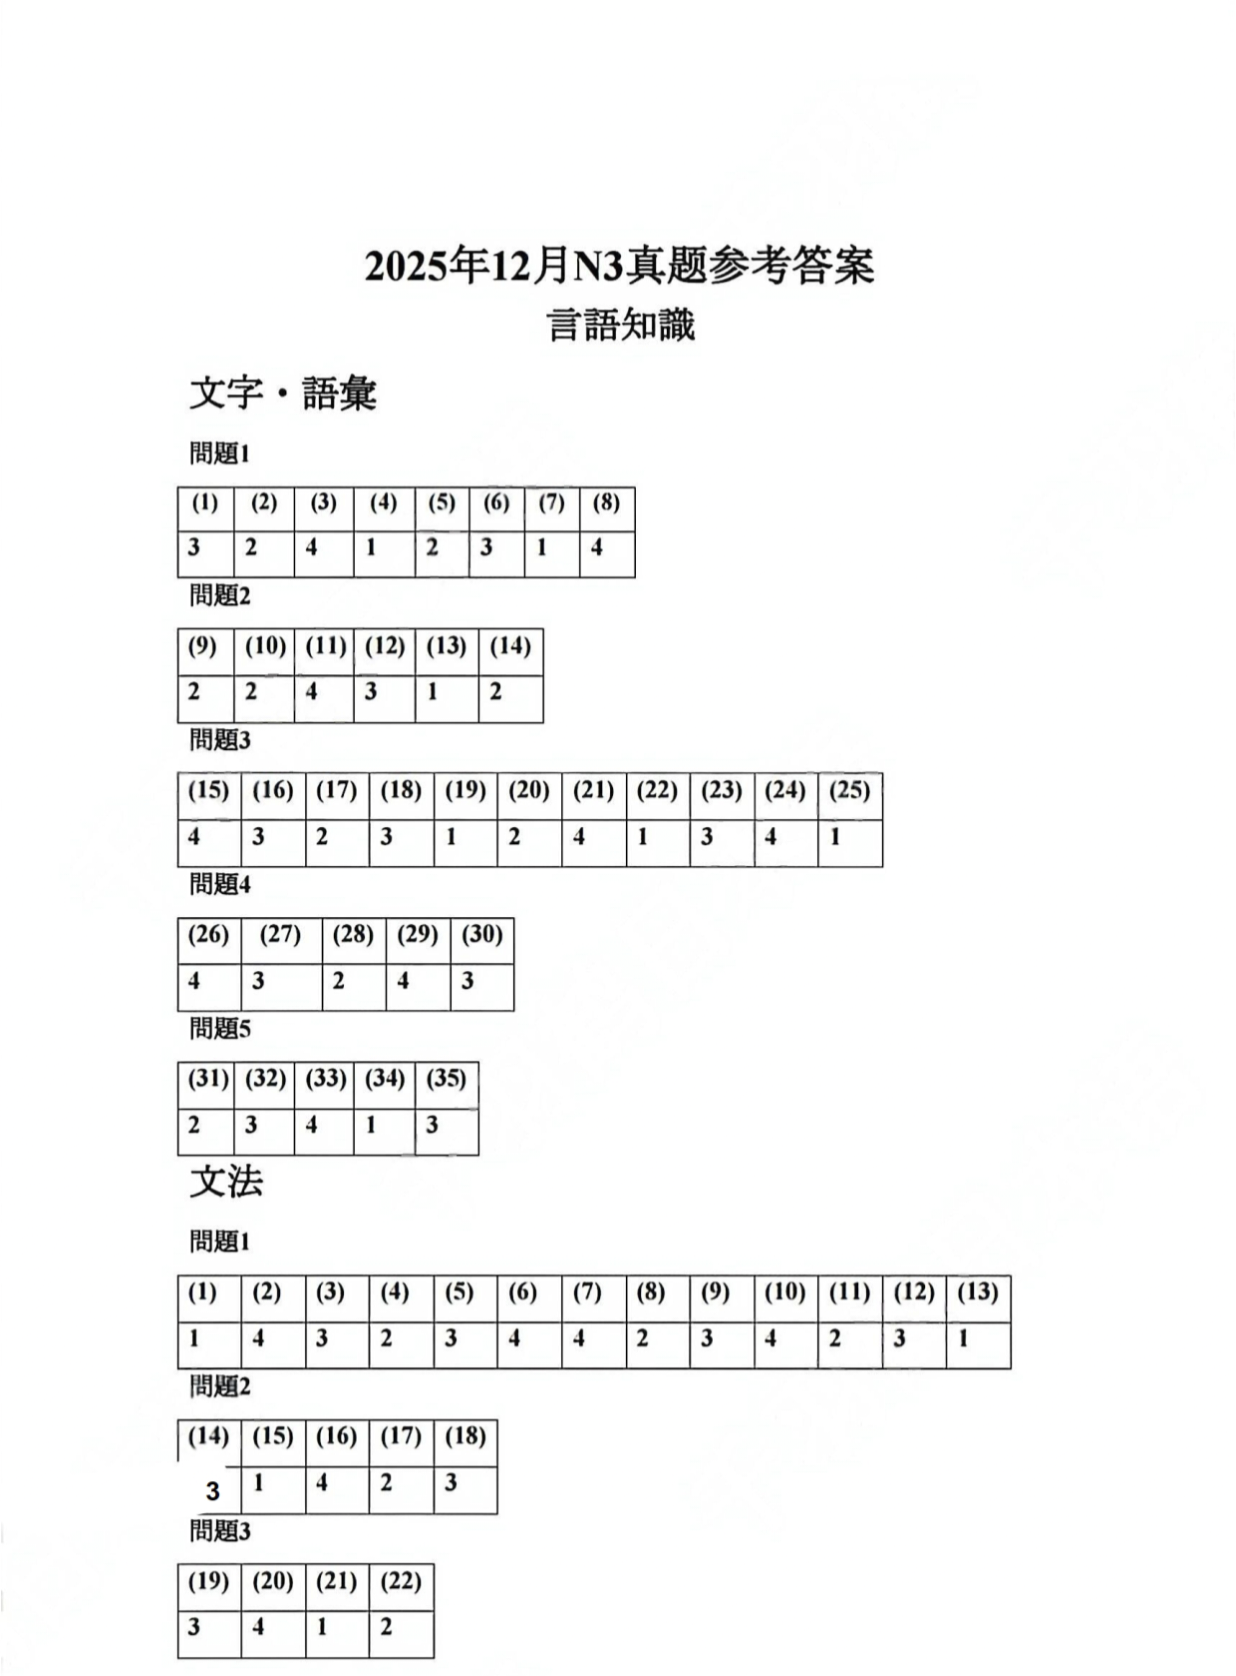 2025年12月N3真题参考答案
言語知識
文字・語彙
問題1
(1) (2) (3) (4) (5) (6) (7) (8)
3 2 4 1 2 3 1 4
問題2
(9) (10) (11) (12) (13) (14)
2 2 4 3 1 2
問題3
(15) (16) (17) (18) (19) (20) (21) (22) (23) (24) (25)
4 3 2 3 1 2 4 1 3 4 1
問題4
(26) (27) (28) (29) (30)
4 3 2 4 3
問題5
(31) (32) (33) (34) (35)
2 3 4 1 3
文法
問題1
(1) (2) (3) (4) (5) (6) (7) (8) (9) (10) (11) (12) (13)
1 4 3 2 3 4 4 2 3 4 2 3 1
問題2
(14) (15) (16) (17) (18)
3 1 4 2 3
問題3
(19) (20) (21) (22)
3 4 1 2